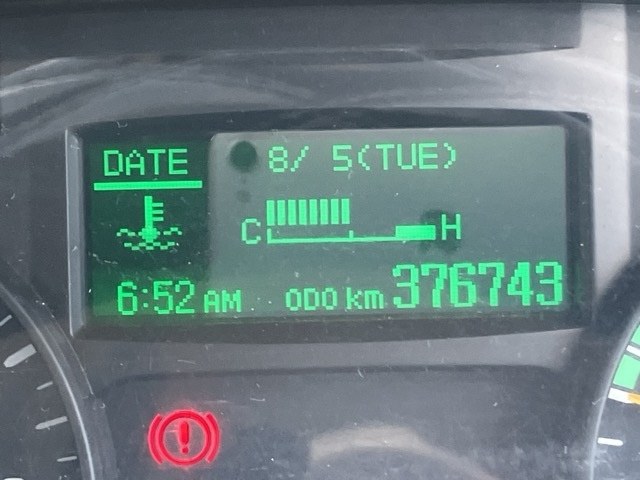 DATE 8/ 5(TUE)
C H
6:52 AM ODO km 376743